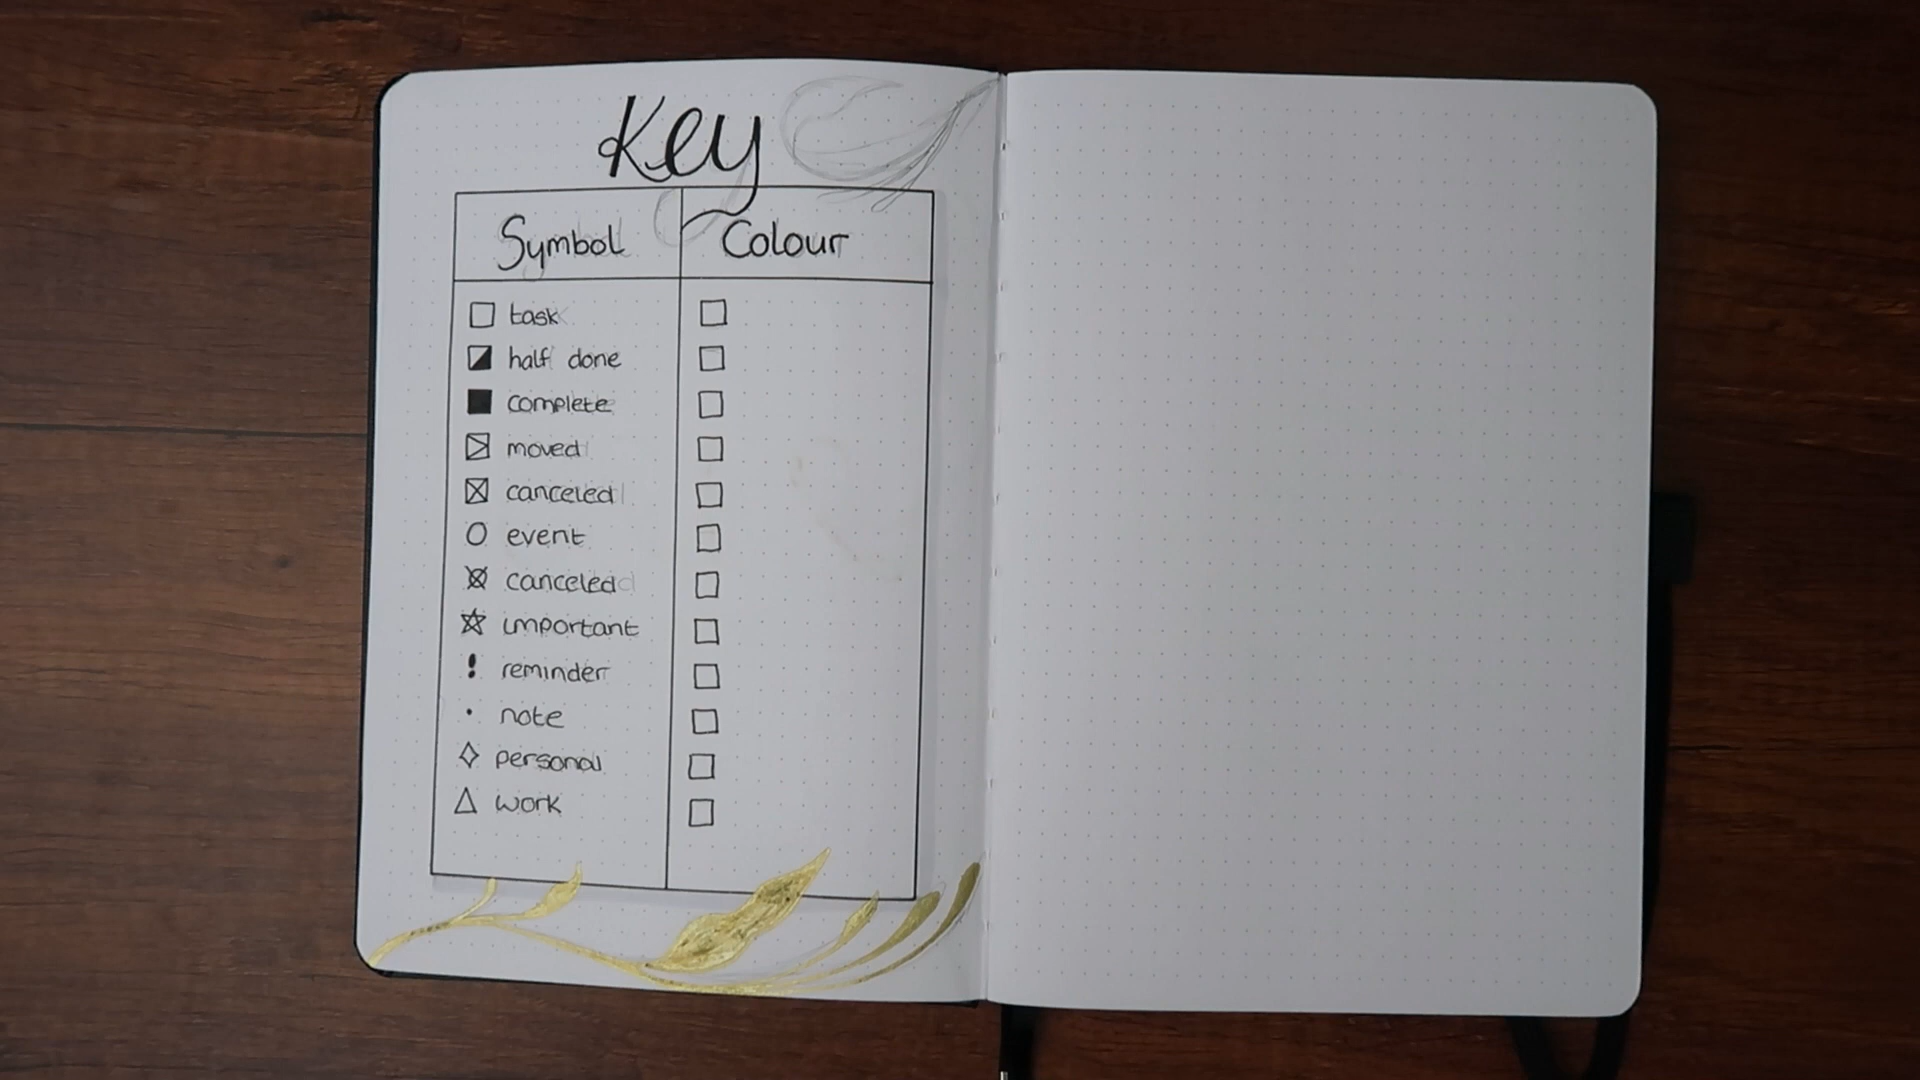 Key
Symbol Colour
task
half done
complete
moved
canceled
event
canceled
important
! reminder
note
personal
work